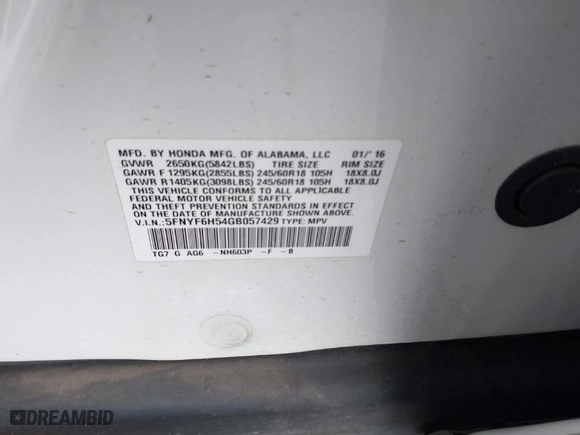 MFD. BY HONDA MFG. OF ALABAMA, LLC 01/'16
GVWR 2650KG(5842LBS) TIRE SIZE RIM SIZE
GAWR F 1295KG(2855LBS) 245/60R18 105H 18X8.0J
GAWR R 1405KG(3098LBS) 245/60R18 105H 18X8.0J
THIS VEHICLE CONFORMS TO ALL APPLICABLE
FEDERAL MOTOR VEHICLE SAFETY
AND THEFT PREVENTION STANDARDS IN EFFECT
ON THE DATE OF MANUFACTURE SHOWN ABOVE.
V.I.N.: 5FNYF6H54GB057429 TYPE: MPV
TG7 G AG6 -NH603P -F -B
DREAMBID